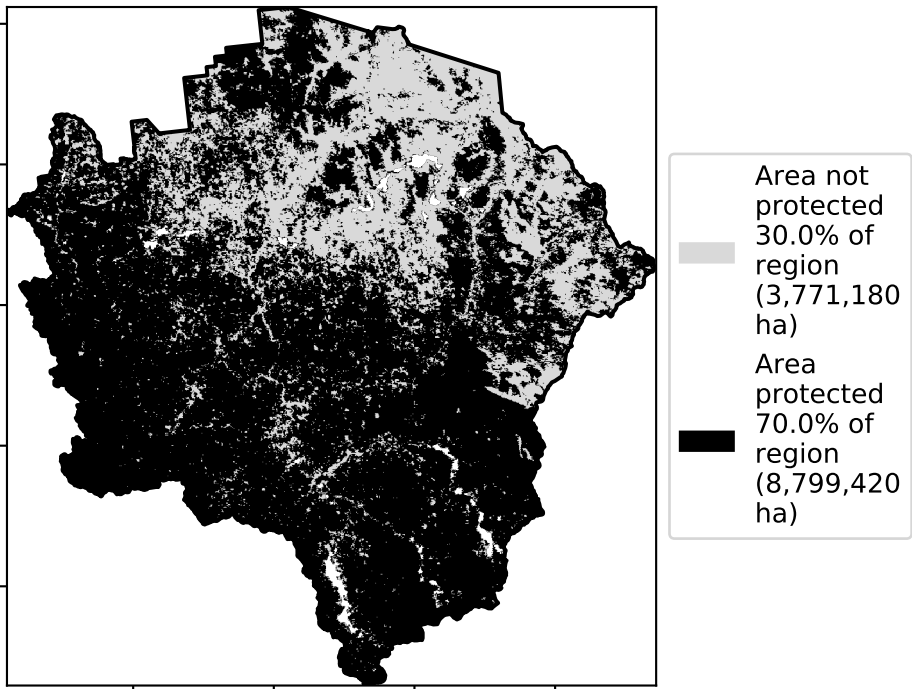 Area not
protected
30.0% of
region
(3,771,180
ha)
Area
protected
70.0% of
region
(8,799,420
ha)